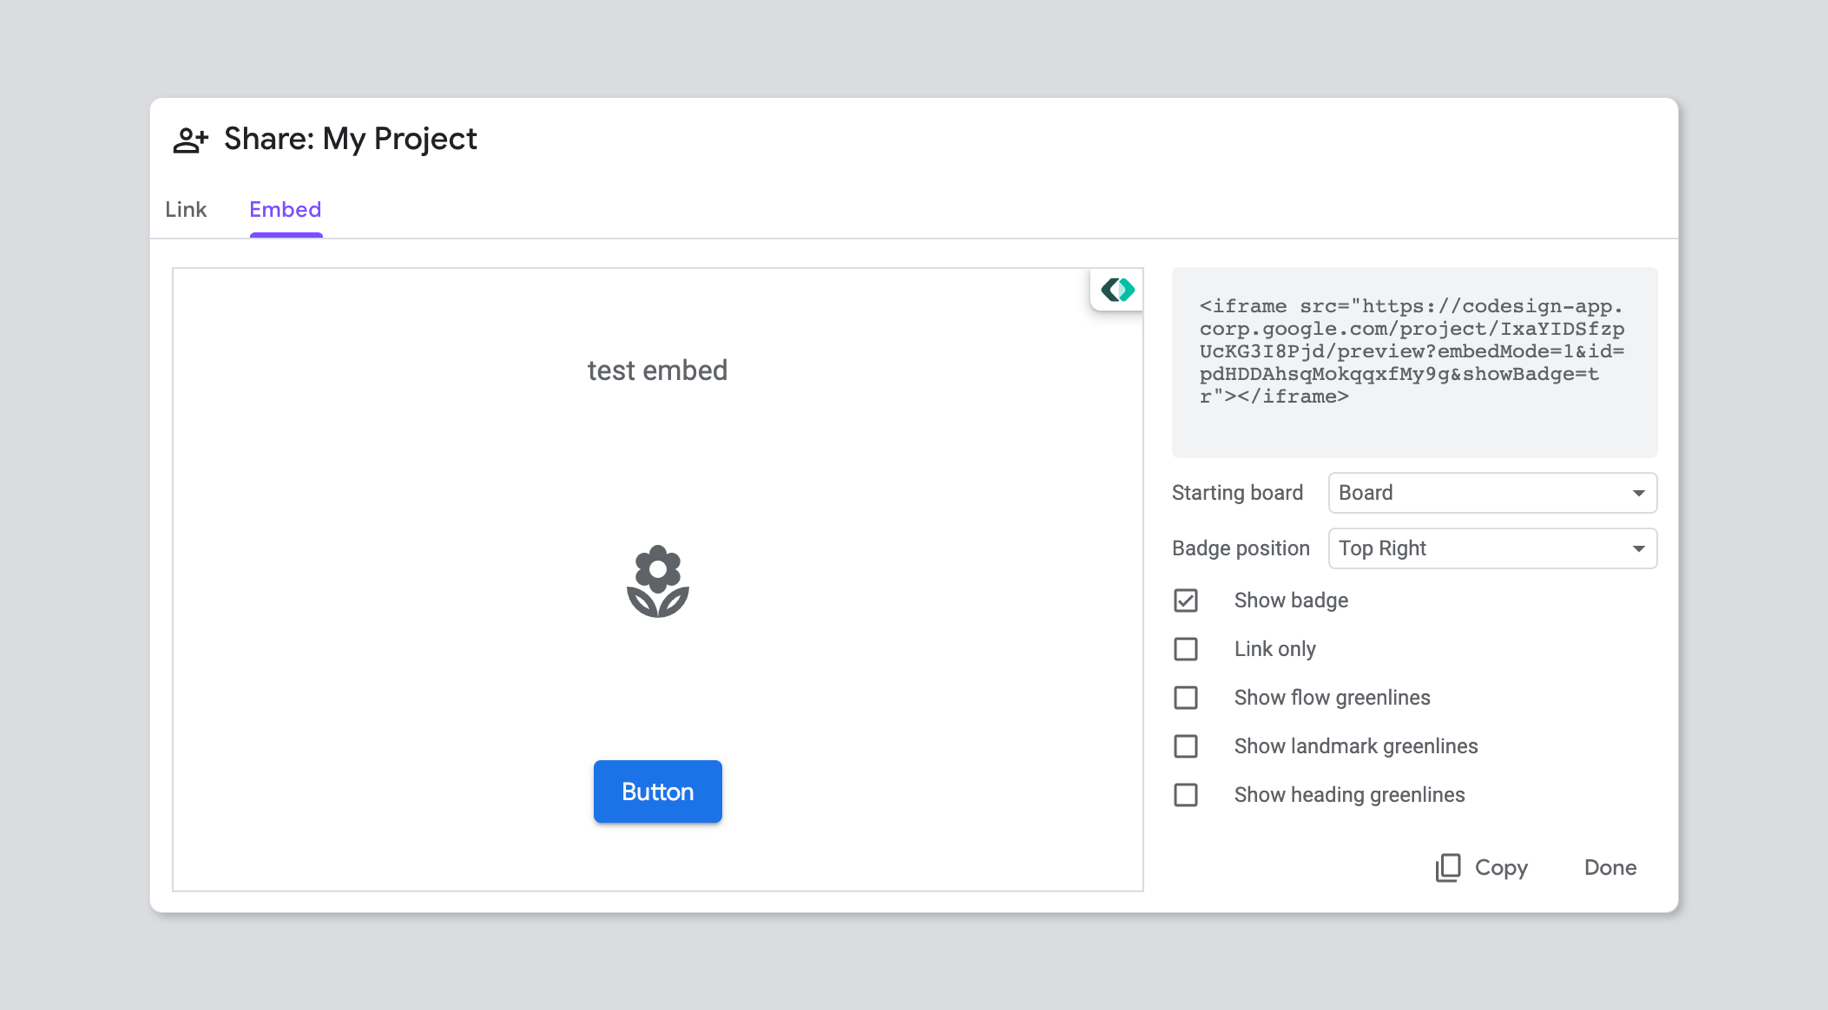 Share: My Project
Link
Embed
test embed
Button
<iframe src="https://codesign-app.
corp.google.com/project/IxaYIDSfzp
UcKG3I8Pjd/preview?embedMode=1&id=
pdHDDAhsqMokqqxfMy9g&showBadge=t
r"></iframe>
Starting board
Board
Badge position
Top Right
Show badge
Link only
Show flow greenlines
Show landmark greenlines
Show heading greenlines
Copy
Done